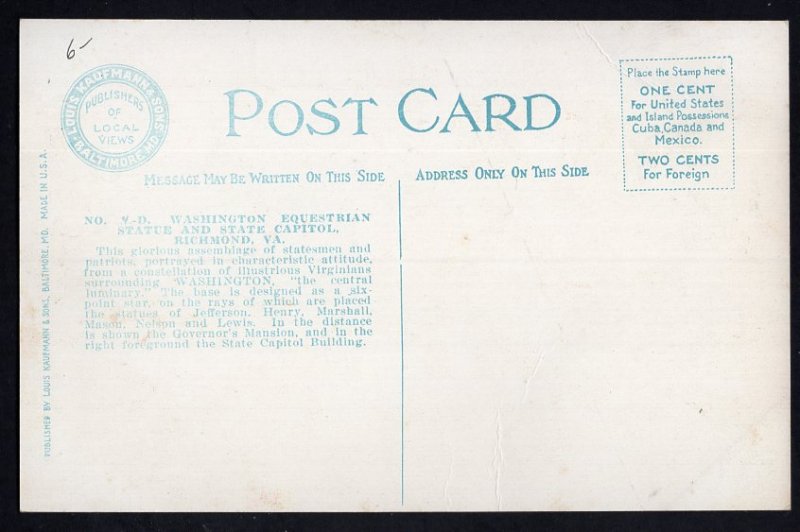 6-
LOUIS KAUFMANN & SONS
PUBLISHERS
OF
LOCAL
VIEWS
BALTIMORE, MD.
POST CARD
Place the Stamp here
ONE CENT
For United States
and Island Possessions
Cuba, Canada and
Mexico.
TWO CENTS
For Foreign
MESSAGE MAY BE WRITTEN ON THIS SIDE
ADDRESS ONLY ON THIS SIDE
NO. V-D. WASHINGTON EQUESTRIAN
STATUE AND STATE CAPITOL,
RICHMOND, VA.
This glorious assemblage of statesmen and
patriots, portrayed in characteristic attitude,
from a constellation of illustrious Virginians
surrounding WASHINGTON, "the central
luminary." The base is designed as a six-
point star, on the rays of which are placed
the statues of Jefferson, Henry, Marshall,
Mason, Nelson and Lewis. In the distance
is shown the Governor's Mansion, and in the
right foreground the State Capitol Building.
PUBLISHED BY LOUIS KAUFMANN & SONS, BALTIMORE, MD. MADE IN U.S.A.